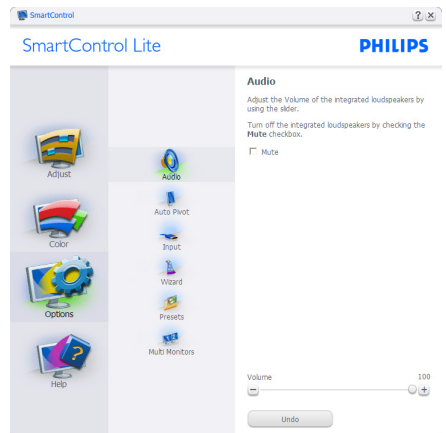 SmartControl
SmartControl Lite
PHILIPS
Adjust
Color
Options
Help
Audio
Auto Pivot
Input
Wizard
Presets
Multi Monitors
Audio
Adjust the Volume of the integrated loudspeakers by
using the slider.
Turn off the integrated loudspeakers by checking the
Mute checkbox.
Mute
Volume 100
Undo